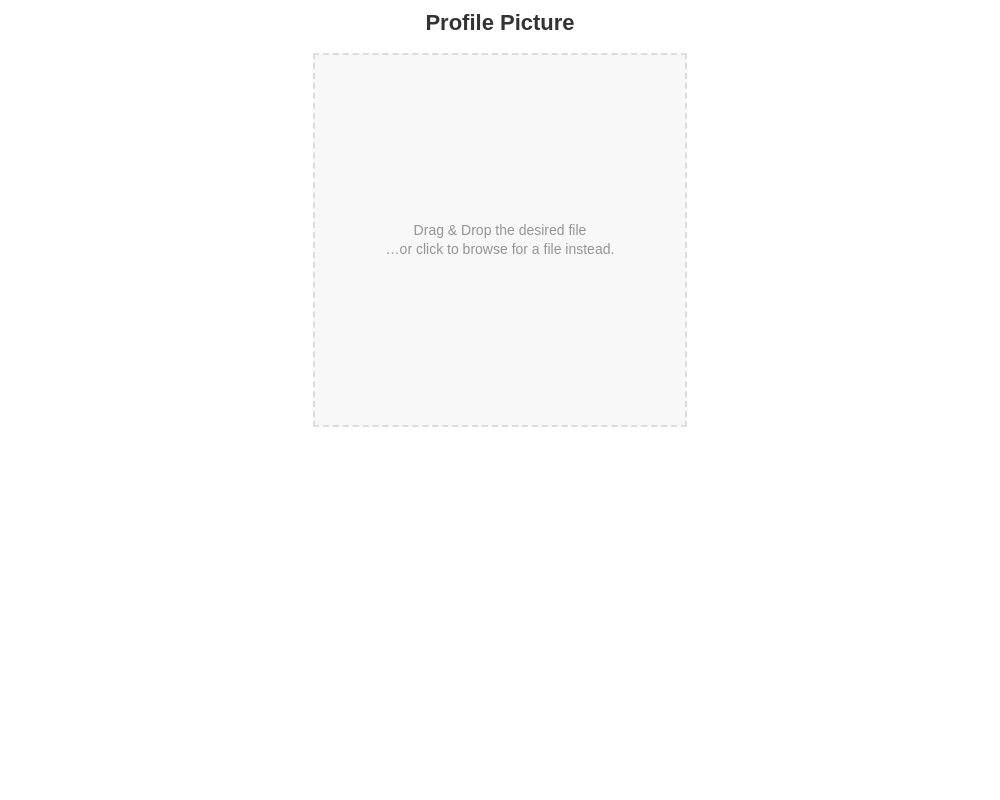 Profile Picture
Drag & Drop the desired file
…or click to browse for a file instead.